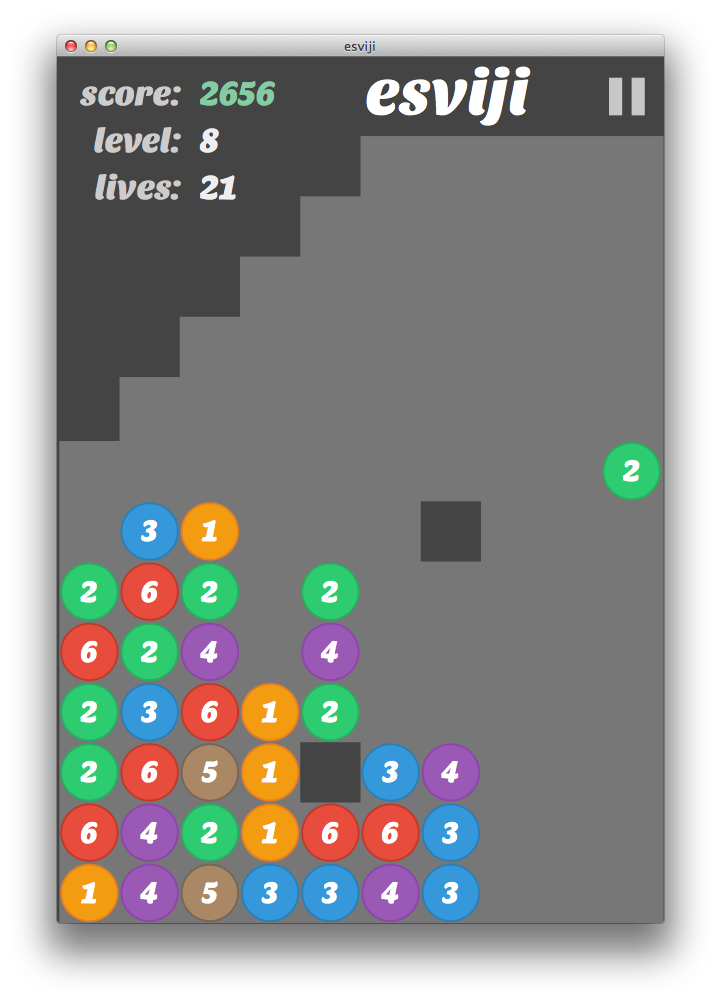 esviji
score: 2656
esviji
level: 8
lives: 21
2
3 1
2 6 2 2
6 2 4 4
2 3 6 1 2
2 6 5 1 3 4
6 4 2 1 6 6 3
1 4 5 3 3 4 3